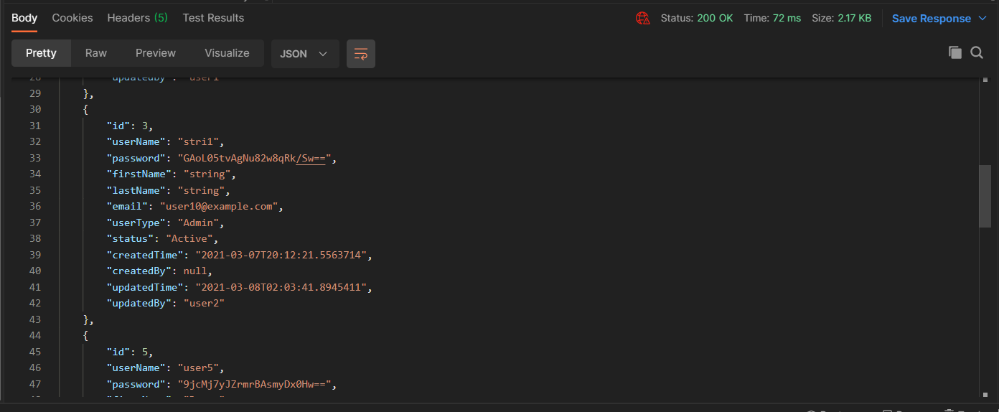 Body Cookies Headers (5) Test Results Status: 200 OK Time: 72 ms Size: 2.17 KB Save Response
Pretty Raw Preview Visualize JSON
28 "updatedBy": "user1"
29 },
30 {
31 "id": 3,
32 "userName": "stri1",
33 "password": "GAoL05tvAgNu82w8qRk/Sw==",
34 "firstName": "string",
35 "lastName": "string",
36 "email": "user10@example.com",
37 "userType": "Admin",
38 "status": "Active",
39 "createdTime": "2021-03-07T20:12:21.5563714",
40 "createdBy": null,
41 "updatedTime": "2021-03-08T02:03:41.8945411",
42 "updatedBy": "user2"
43 },
44 {
45 "id": 5,
46 "userName": "user5",
47 "password": "9jcMj7yJZrmrBAsmyDx0Hw==",